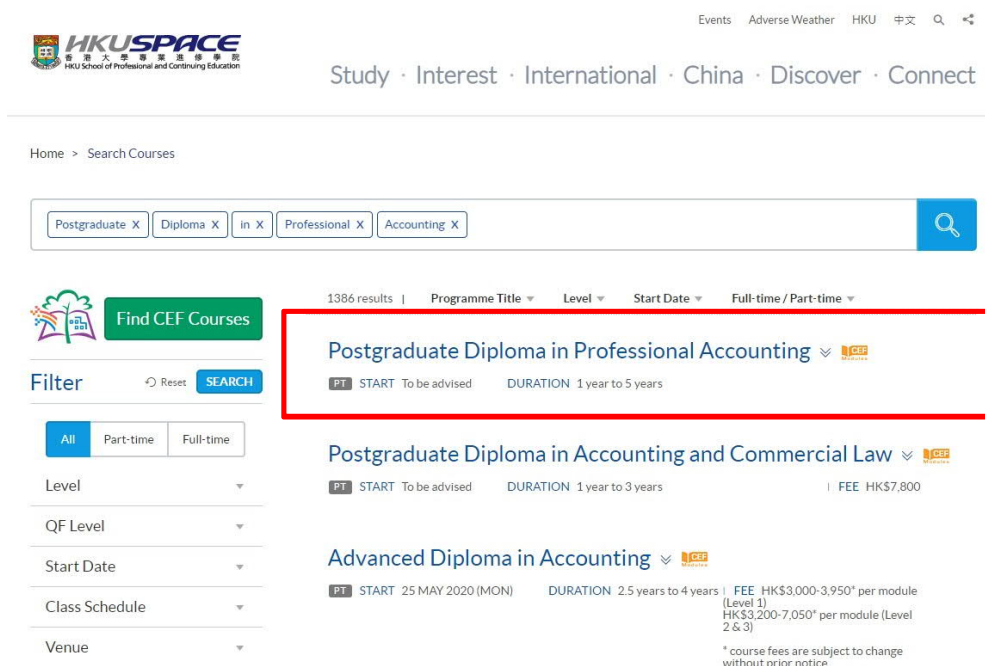 Events Adverse Weather HKU 中文
HKUSPACE
香港大學專業進修學院
HKU School of Professional and Continuing Education
Study · Interest · International · China · Discover · Connect
Home > Search Courses
Postgraduate X Diploma X in X Professional X Accounting X
Find CEF Courses
1386 results | Programme Title Level Start Date Full-time / Part-time
Postgraduate Diploma in Professional Accounting CEF Modules
PT START To be advised DURATION 1 year to 5 years
Filter Reset SEARCH
All Part-time Full-time
Level
QF Level
Start Date
Class Schedule
Venue
Postgraduate Diploma in Accounting and Commercial Law CEF Modules
PT START To be advised DURATION 1 year to 3 years | FEE HK$7,800
Advanced Diploma in Accounting CEF Modules
PT START 25 MAY 2020 (MON) DURATION 2.5 years to 4 years | FEE HK$3,000-3,950* per module
(Level 1)
HK$3,200-7,050* per module (Level
2 & 3)
* course fees are subject to change
without prior notice